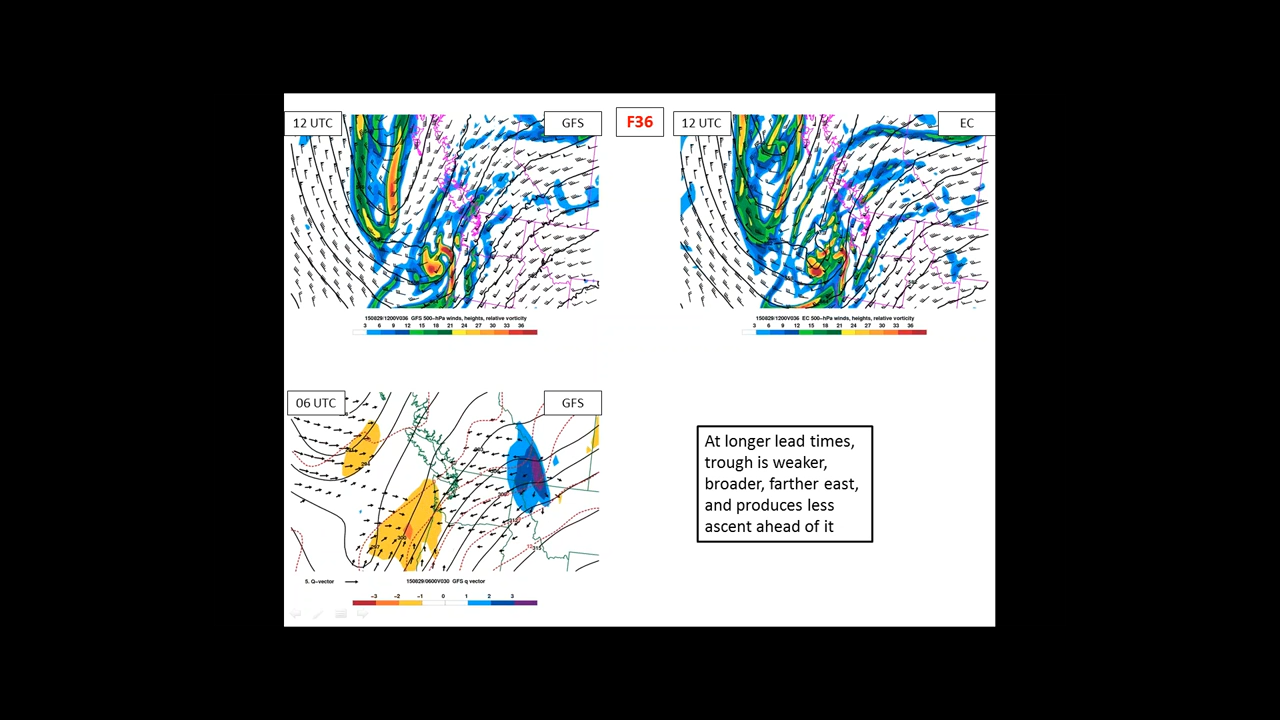 12 UTC
GFS
F36
12 UTC
EC
150829/1200V036 GFS 500-hPa winds, heights, relative vorticity
3 6 9 12 15 18 21 24 27 30 33 36
150829/1200V036 EC 500-hPa winds, heights, relative vorticity
3 6 9 12 15 18 21 24 27 30 33 36
06 UTC
GFS
At longer lead times,
trough is weaker,
broader, farther east,
and produces less
ascent ahead of it
5. Q-vector
150829/0600V030 GFS q vector
-3 -2 -1 0 1 2 3